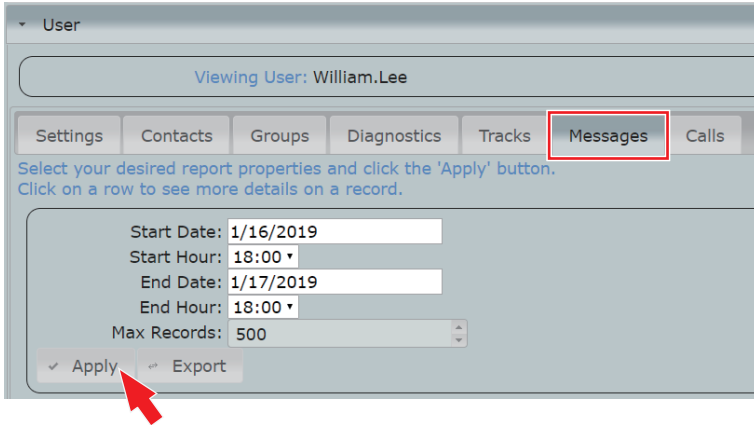 User
Viewing User: William.Lee
Settings Contacts Groups Diagnostics Tracks Messages Calls
Select your desired report properties and click the 'Apply' button.
Click on a row to see more details on a record.
Start Date: 1/16/2019
Start Hour: 18:00
End Date: 1/17/2019
End Hour: 18:00
Max Records: 500
Apply Export